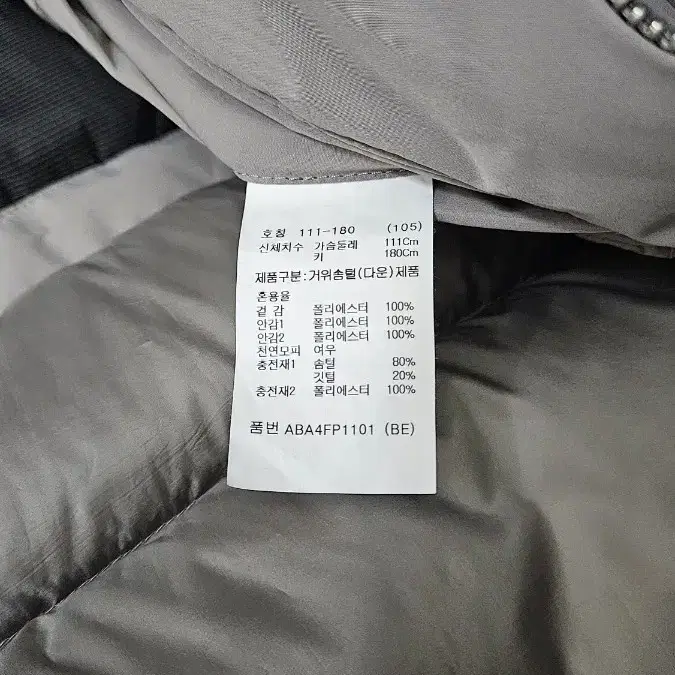 호칭 111-180 (105)
신체치수 가슴둘레 111Cm
키 180Cm
제품구분:거위솜털(다운)제품
혼용율
겉감 폴리에스터 100%
안감1 폴리에스터 100%
안감2 폴리에스터 100%
천연모피 여우
충전재1 솜털 80%
깃털 20%
충전재2 폴리에스터 100%
품번 ABA4FP1101 (BE)